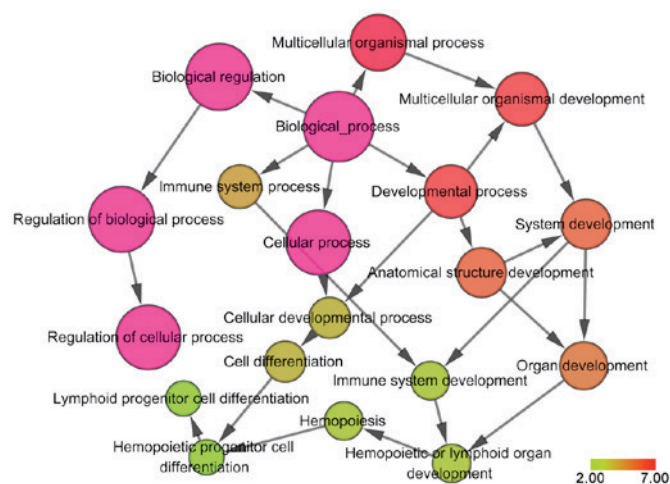 Multicellular organismal process
Biological regulation
Multicellular organismal development
Biological_process
Immune system process
Developmental process
Regulation of biological process
System development
Cellular process
Anatomical structure development
Cellular developmental process
Regulation of cellular process
Cell differentiation
Organ development
Immune system development
Lymphoid progenitor cell differentiation
Hemopoiesis
Hemopoietic progenitor cell
differentiation
Hemopoietic or lymphoid organ
development
2.00
7.00